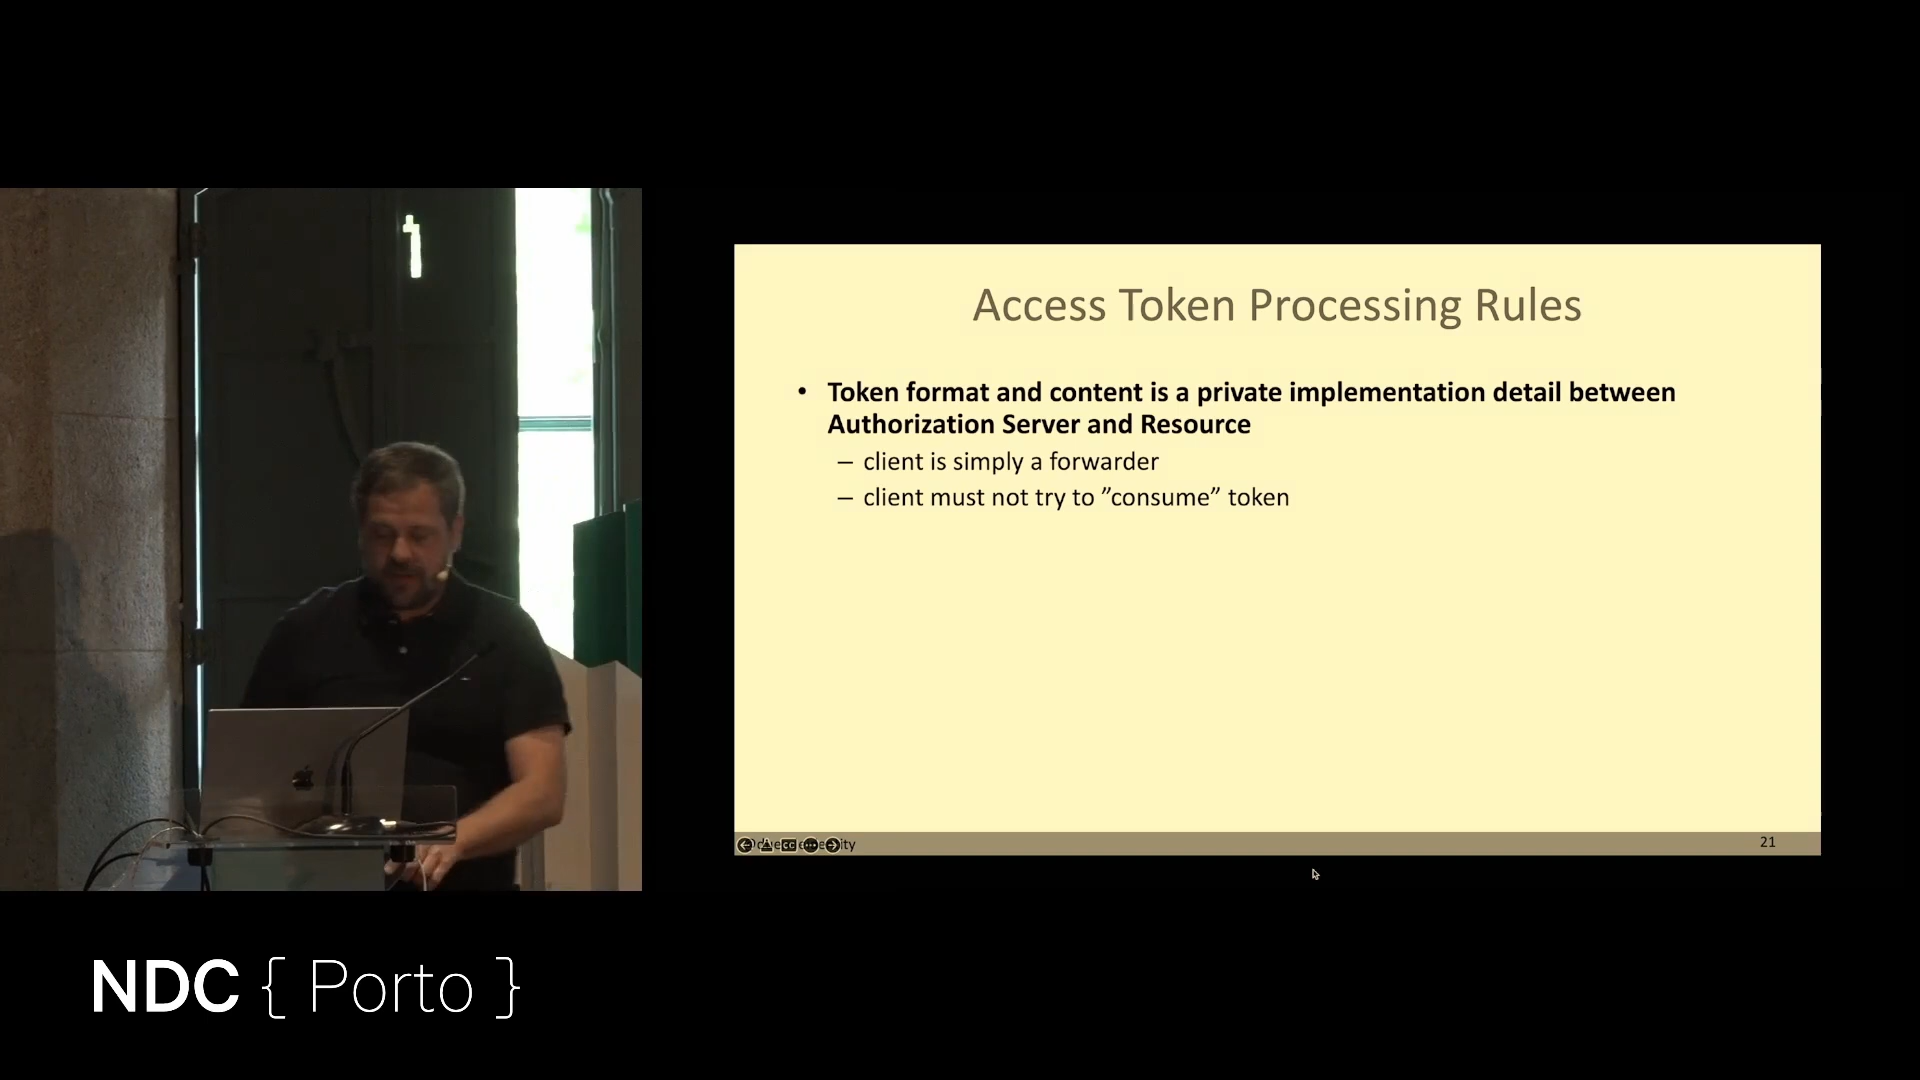 Access Token Processing Rules
• Token format and content is a private implementation detail between
Authorization Server and Resource
– client is simply a forwarder
– client must not try to ”consume” token
21
NDC { Porto }